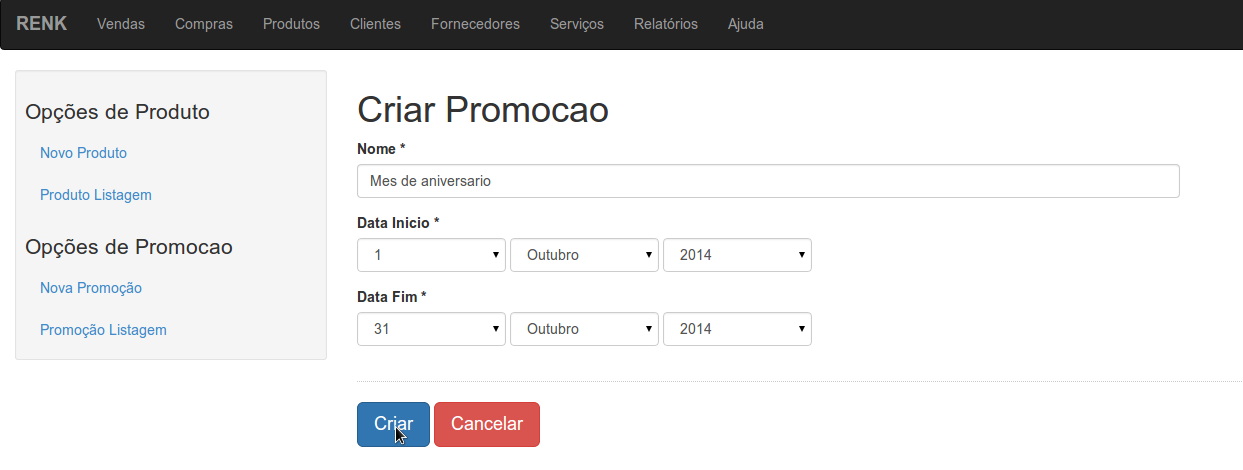 RENK Vendas Compras Produtos Clientes Fornecedores Serviços Relatórios Ajuda
Opções de Produto
Novo Produto
Produto Listagem
Opções de Promocao
Nova Promoção
Promoção Listagem
Criar Promocao
Nome *
Mes de aniversario
Data Inicio *
1 Outubro 2014
Data Fim *
31 Outubro 2014
Criar Cancelar